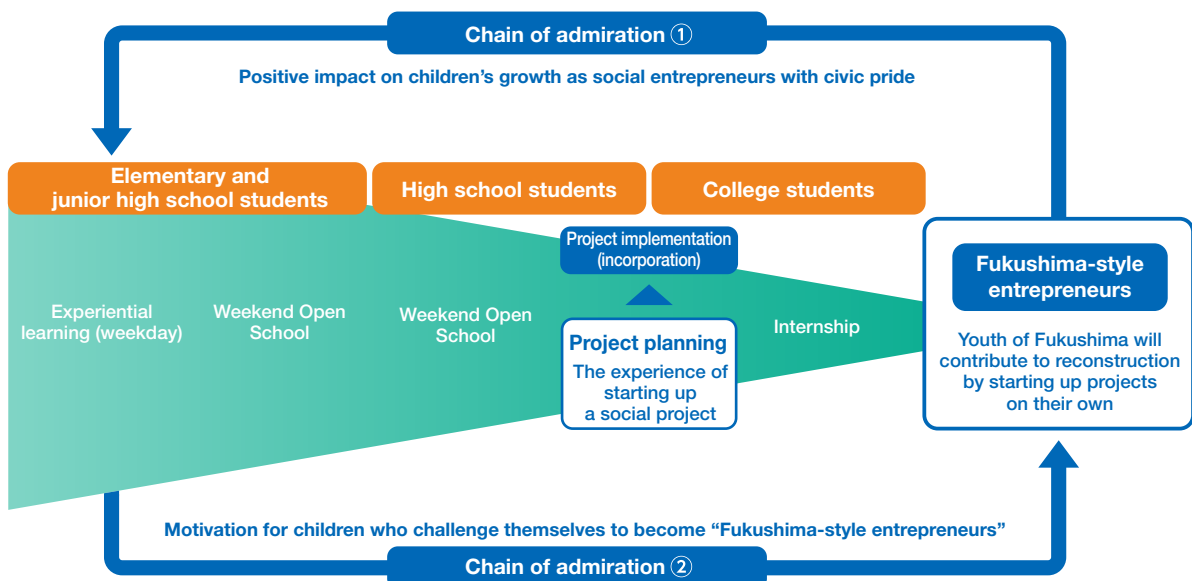 Chain of admiration ①
Positive impact on children’s growth as social entrepreneurs with civic pride
Elementary and
junior high school students
High school students
College students
Project implementation
(incorporation)
Fukushima-style
entrepreneurs
Experiential
learning (weekday)
Weekend Open
School
Weekend Open
School
Project planning
The experience of
starting up
a social project
Internship
Youth of Fukushima will
contribute to reconstruction
by starting up projects
on their own
Motivation for children who challenge themselves to become “Fukushima-style entrepreneurs”
Chain of admiration ②